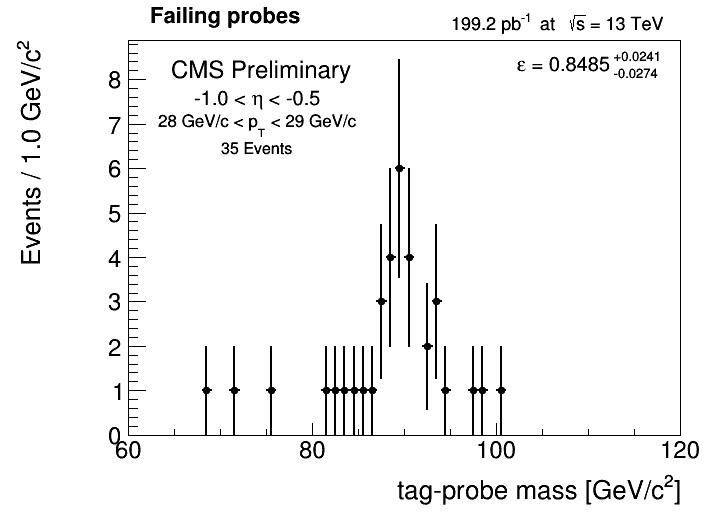 Failing probes
199.2 pb⁻¹ at √s = 13 TeV
CMS Preliminary
ε = 0.8485 +0.0241 -0.0274
-1.0 < η < -0.5
28 GeV/c < p_T < 29 GeV/c
35 Events
Events / 1.0 GeV/c²
8
7
6
5
4
3
2
1
0
60 80 100 120
tag-probe mass [GeV/c²]